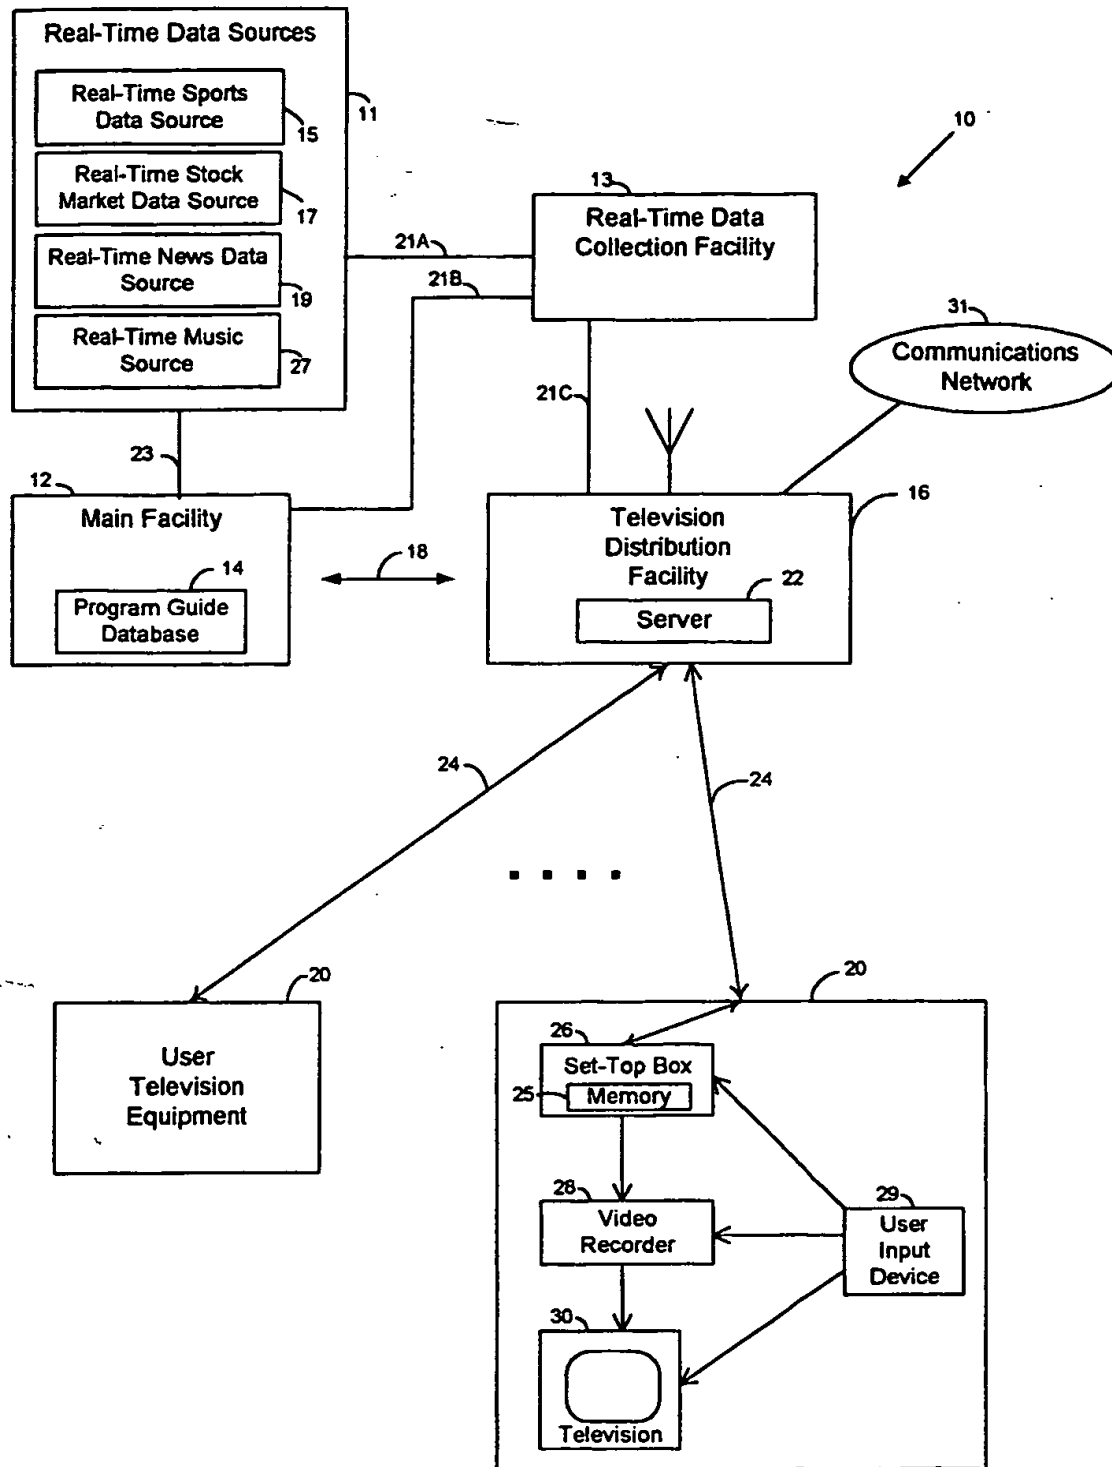 Real-Time Data Sources
Real-Time Sports
Data Source
15
11
Real-Time Stock
Market Data Source
17
Real-Time News Data
Source
19
Real-Time Music
Source
27
10
13
Real-Time Data
Collection Facility
21A
21B
21C
31
Communications
Network
23
12
Main Facility
14
Program Guide
Database
18
16
Television
Distribution
Facility
22
Server
24
24
20
User
Television
Equipment
20
26
Set-Top Box
25
Memory
28
Video
Recorder
29
User
Input
Device
30
Television